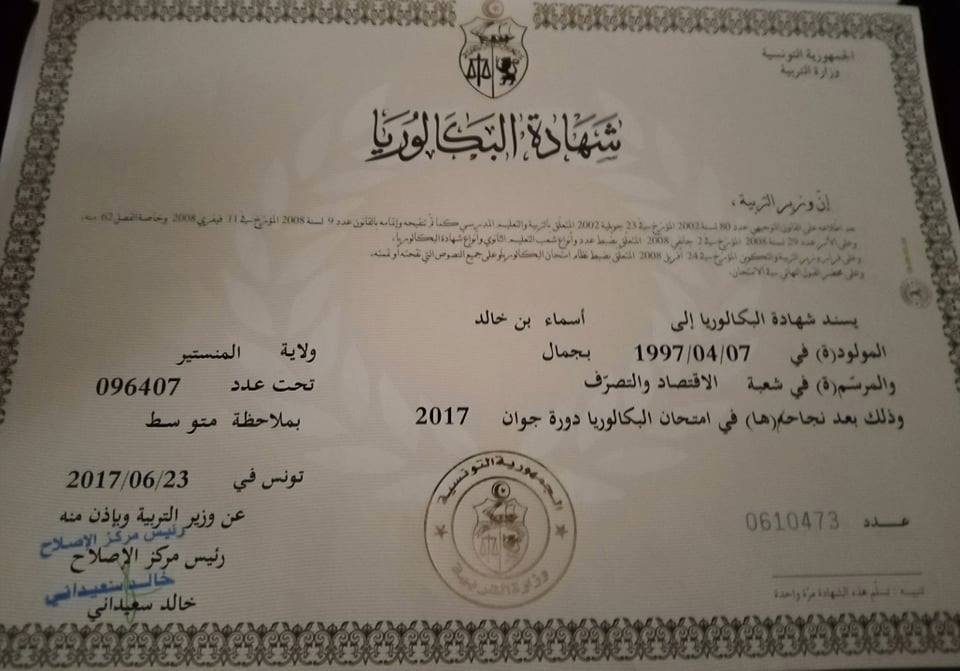 الجمهورية التونسية
وزارة التربية
شهادة البكالوريا
إنّ وزير التربية ،
بعد اطلاعه على القانون التوجيهي عدد 80 لسنة 2002 المؤرخ في 23 جويلية 2002 المتعلق بالتربية والتعليم المدرسي كما تم تنقيحه وإتمامه بالقانون عدد 9 لسنة 2008 المؤرخ في 11 فيفري 2008 وخاصة الفصل 62 منه،
وعلى الأمر عدد 29 لسنة 2008 المؤرخ في 2 جانفي 2008 المتعلق بضبط عدد وأنواع شعب التعليم الثانوي وأنواع شهادة البكالوريا،
وعلى قرار وزير التربية والتكوين المؤرخ في 24 أفريل 2008 المتعلق بضبط نظام امتحان البكالوريا وعلى جميع النصوص التي نقحته أو تممته،
وعلى محضر القبول النهائي في الامتحان.
يسند شهادة البكالوريا إلى أسماء بن خالد
المولود(ة) في 1997/04/07 بجمال ولاية المنستير
والمرسّم(ة) في شعبة الاقتصاد والتصرّف تحت عدد 096407
وذلك بعد نجاحه(ها) في امتحان البكالوريا دورة جوان 2017 بملاحظة متوسط
تونس في 2017/06/23
عن وزير التربية وبإذن منه
رئيس مركز الإصلاح
رئيس مركز الإصلاح
خالد سعيداني
خالد سعيداني
الجمهورية التونسية
وزارة التربية
عدد 0610473
تنبيه : تسلّم هذه الشهادة مرّة واحدة